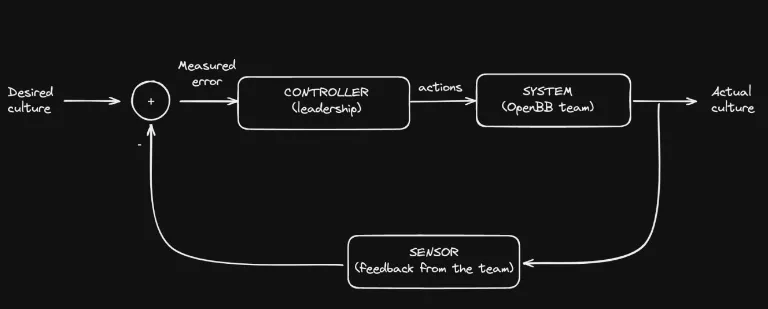 Measured
error
Desired
culture
+
CONTROLLER
(leadership)
actions
SYSTEM
(OpenBB team)
Actual
culture
-
SENSOR
(feedback from the team)